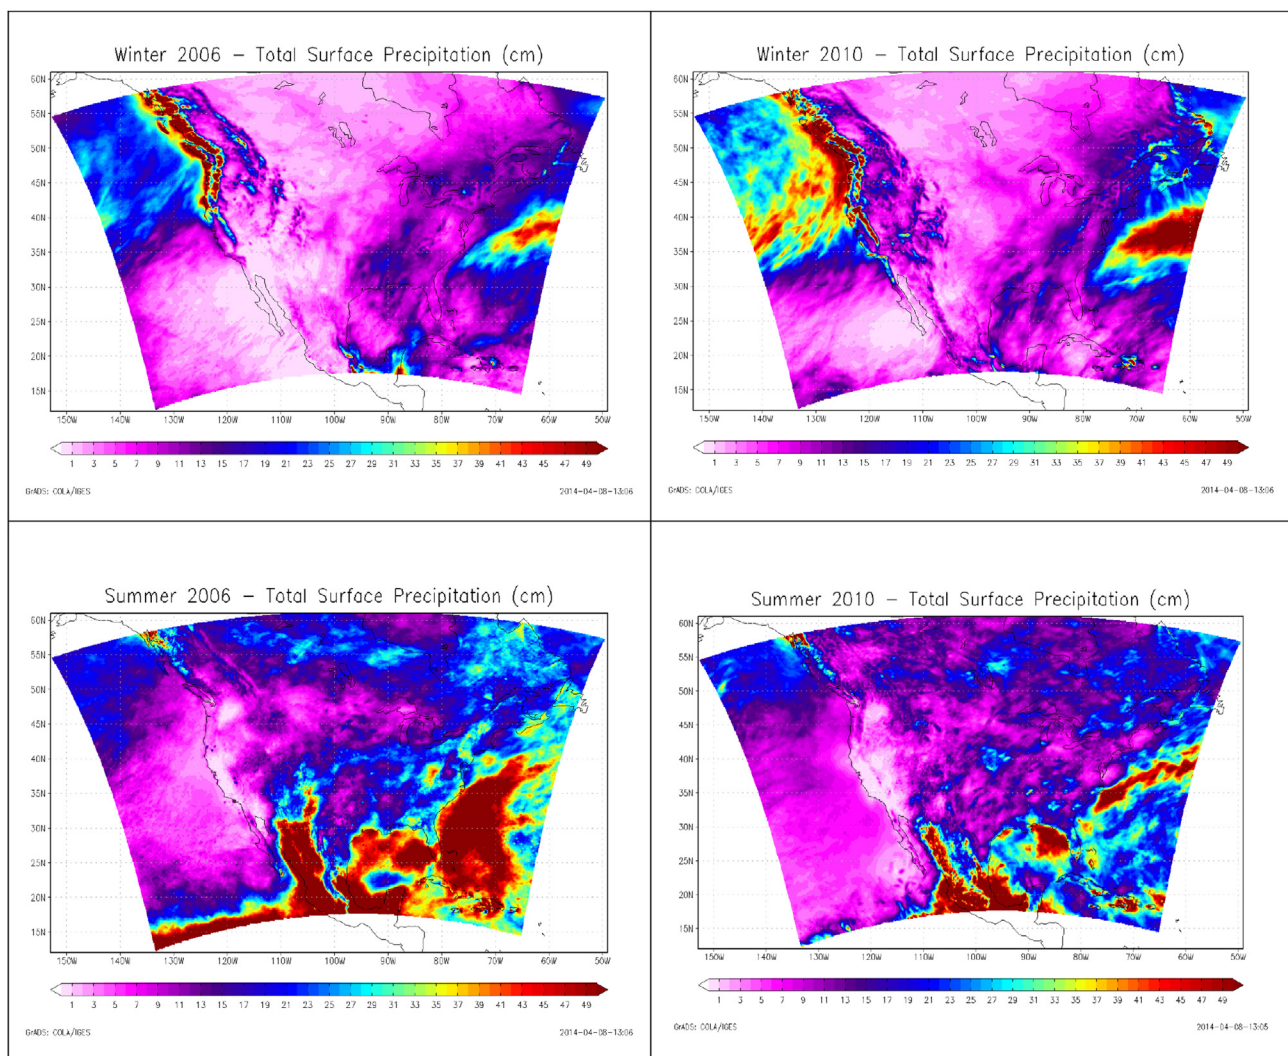 Winter 2006 – Total Surface Precipitation (cm)
60N
55N
50N
45N
40N
35N
30N
25N
20N
15N
150W 140W 130W 120W 110W 100W 90W 80W 70W 60W 50W
1 3 5 7 9 11 13 15 17 19 21 23 25 27 29 31 33 35 37 39 41 43 45 47 49
GrADS: COLA/IGES 2014-04-08-13:06
Winter 2010 – Total Surface Precipitation (cm)
60N
55N
50N
45N
40N
35N
30N
25N
20N
15N
150W 140W 130W 120W 110W 100W 90W 80W 70W 60W 50W 49W
1 3 5 7 9 11 13 15 17 19 21 23 25 27 29 31 33 35 37 39 41 43 45 47 49
GrADS: COLA/IGES 2014-04-08-13:06
Summer 2006 – Total Surface Precipitation (cm)
60N
55N
50N
45N
40N
35N
30N
25N
20N
15N
150W 140W 130W 120W 110W 100W 90W 80W 70W 60W 50W
1 3 5 7 9 11 13 15 17 19 21 23 25 27 29 31 33 35 37 39 41 43 45 47 49
GrADS: COLA/IGES 2014-04-08-13:06
Summer 2010 – Total Surface Precipitation (cm)
60N
55N
50N
45N
40N
35N
30N
25N
20N
15N
150W 140W 130W 120W 110W 100W 90W 80W 70W 60W 50W
1 3 5 7 9 11 13 15 17 19 21 23 25 27 29 31 33 35 37 39 41 43 45 47 49
GrADS: COLA/IGES 2014-04-08-13:05